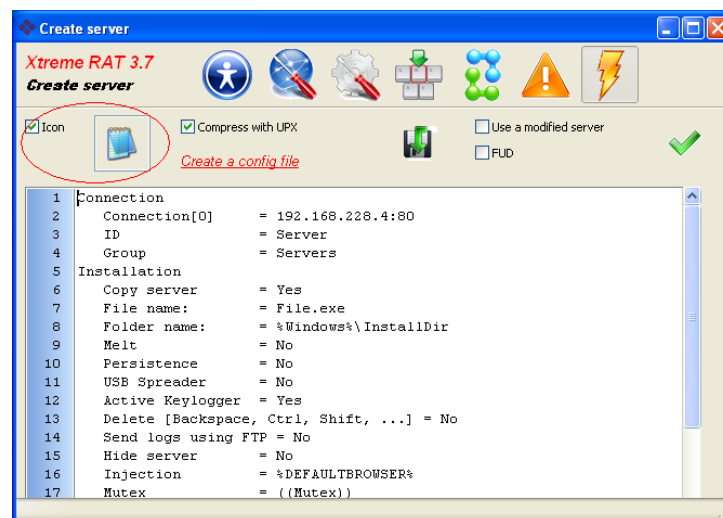 Create server
Xtreme RAT 3.7
Create server
Icon
Compress with UPX
Use a modified server
Create a config file
FUD
1 Connection
2 Connection[0] = 192.168.228.4:80
3 ID = Server
4 Group = Servers
5 Installation
6 Copy server = Yes
7 File name: = File.exe
8 Folder name: = %Windows%\InstallDir
9 Melt = No
10 Persistence = No
11 USB Spreader = No
12 Active Keylogger = Yes
13 Delete [Backspace, Ctrl, Shift, ...] = No
14 Send logs using FTP = No
15 Hide server = No
16 Injection = %DEFAULTBROWSER%
17 Mutex = ((Mutex))